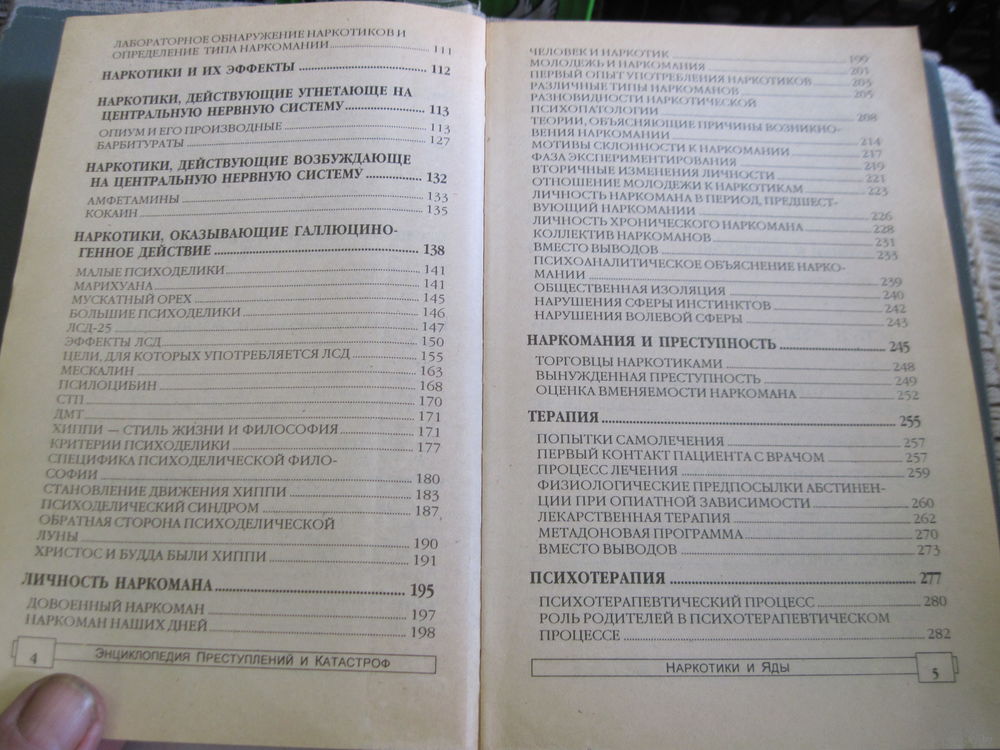 ЛАБОРАТОРНОЕ ОБНАРУЖЕНИЕ НАРКОТИКОВ И
ОПРЕДЕЛЕНИЕ ТИПА НАРКОМАНИИ 111
НАРКОТИКИ И ИХ ЭФФЕКТЫ 112
НАРКОТИКИ, ДЕЙСТВУЮЩИЕ УГНЕТАЮЩЕ НА
ЦЕНТРАЛЬНУЮ НЕРВНУЮ СИСТЕМУ 113
ОПИУМ И ЕГО ПРОИЗВОДНЫЕ 113
БАРБИТУРАТЫ 127
НАРКОТИКИ, ДЕЙСТВУЮЩИЕ ВОЗБУЖДАЮЩЕ
НА ЦЕНТРАЛЬНУЮ НЕРВНУЮ СИСТЕМУ 132
АМФЕТАМИНЫ 133
КОКАИН 135
НАРКОТИКИ, ОКАЗЫВАЮЩИЕ ГАЛЛЮЦИНО-
ГЕННОЕ ДЕЙСТВИЕ 138
МАЛЫЕ ПСИХОДЕЛИКИ 141
МАРИХУАНА 141
МУСКАТНЫЙ ОРЕХ 145
БОЛЬШИЕ ПСИХОДЕЛИКИ 146
ЛСД-25 147
ЭФФЕКТЫ ЛСД 150
ЦЕЛИ, ДЛЯ КОТОРЫХ УПОТРЕБЛЯЕТСЯ ЛСД 155
МЕСКАЛИН 163
ПСИЛОЦИБИН 168
СТП 170
ДМТ 171
ХИППИ — СТИЛЬ ЖИЗНИ И ФИЛОСОФИЯ 171
КРИТЕРИИ ПСИХОДЕЛИКИ 177
СПЕЦИФИКА ПСИХОДЕЛИЧЕСКОЙ ФИЛО-
СОФИИ 180
СТАНОВЛЕНИЕ ДВИЖЕНИЯ ХИППИ 183
ПСИХОДЕЛИЧЕСКИЙ СИНДРОМ 187
ОБРАТНАЯ СТОРОНА ПСИХОДЕЛИЧЕСКОЙ
ЛУНЫ 190
ХРИСТОС И БУДДА БЫЛИ ХИППИ 191
ЛИЧНОСТЬ НАРКОМАНА 195
ДОВОЕННЫЙ НАРКОМАН 197
НАРКОМАН НАШИХ ДНЕЙ 198
4 ЭНЦИКЛОПЕДИЯ ПРЕСТУПЛЕНИЙ И КАТАСТРОФ
ЧЕЛОВЕК И НАРКОТИК 199
МОЛОДЕЖЬ И НАРКОМАНИЯ 201
ПЕРВЫЙ ОПЫТ УПОТРЕБЛЕНИЯ НАРКОТИКОВ 203
РАЗЛИЧНЫЕ ТИПЫ НАРКОМАНОВ 205
РАЗНОВИДНОСТИ НАРКОТИЧЕСКОЙ
ПСИХОПАТОЛОГИИ 208
ТЕОРИИ, ОБЪЯСНЯЮЩИЕ ПРИЧИНЫ ВОЗНИКНО-
ВЕНИЯ НАРКОМАНИИ 214
МОТИВЫ СКЛОННОСТИ К НАРКОМАНИИ 217
ФАЗА ЭКСПЕРИМЕНТИРОВАНИЯ 219
ВТОРИЧНЫЕ ИЗМЕНЕНИЯ ЛИЧНОСТИ 221
ОТНОШЕНИЕ МОЛОДЕЖИ К НАРКОТИКАМ 223
ЛИЧНОСТЬ НАРКОМАНА В ПЕРИОД, ПРЕДШЕСТ-
ВУЮЩИЙ НАРКОМАНИИ 226
ЛИЧНОСТЬ ХРОНИЧЕСКОГО НАРКОМАНА 228
КОЛЛЕКТИВ НАРКОМАНОВ 231
ВМЕСТО ВЫВОДОВ 233
ПСИХОАНАЛИТИЧЕСКОЕ ОБЪЯСНЕНИЕ НАРКО-
МАНИИ 239
ОБЩЕСТВЕННАЯ ИЗОЛЯЦИЯ 240
НАРУШЕНИЯ СФЕРЫ ИНСТИНКТОВ 242
НАРУШЕНИЯ ВОЛЕВОЙ СФЕРЫ 243
НАРКОМАНИЯ И ПРЕСТУПНОСТЬ 245
ТОРГОВЦЫ НАРКОТИКАМИ 248
ВЫНУЖДЕННАЯ ПРЕСТУПНОСТЬ 249
ОЦЕНКА ВМЕНЯЕМОСТИ НАРКОМАНА 252
ТЕРАПИЯ 255
ПОПЫТКИ САМОЛЕЧЕНИЯ 257
ПЕРВЫЙ КОНТАКТ ПАЦИЕНТА С ВРАЧОМ 257
ПРОЦЕСС ЛЕЧЕНИЯ 259
ФИЗИОЛОГИЧЕСКИЕ ПРЕДПОСЫЛКИ АБСТИНЕН-
ЦИИ ПРИ ОПИАТНОЙ ЗАВИСИМОСТИ 260
ЛЕКАРСТВЕННАЯ ТЕРАПИЯ 262
МЕТАДОНОВАЯ ПРОГРАММА 270
ВМЕСТО ВЫВОДОВ 273
ПСИХОТЕРАПИЯ 277
ПСИХОТЕРАПЕВТИЧЕСКИЙ ПРОЦЕСС 280
РОЛЬ РОДИТЕЛЕЙ В ПСИХОТЕРАПЕВТИЧЕСКОМ
ПРОЦЕССЕ 282
НАРКОТИКИ И ЯДЫ 5